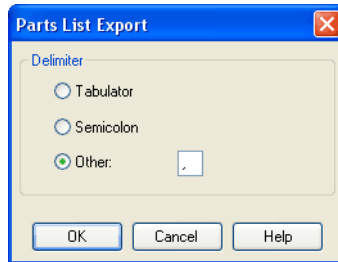 Parts List Export
Delimiter
Tabulator
Semicolon
Other: ,
OK Cancel Help